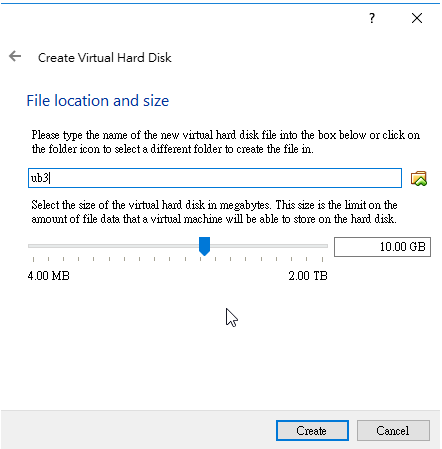 ?
Create Virtual Hard Disk
File location and size
Please type the name of the new virtual hard disk file into the box below or click on
the folder icon to select a different folder to create the file in.
ub3
Select the size of the virtual hard disk in megabytes. This size is the limit on the
amount of file data that a virtual machine will be able to store on the hard disk.
10.00 GB
4.00 MB 2.00 TB
Create Cancel